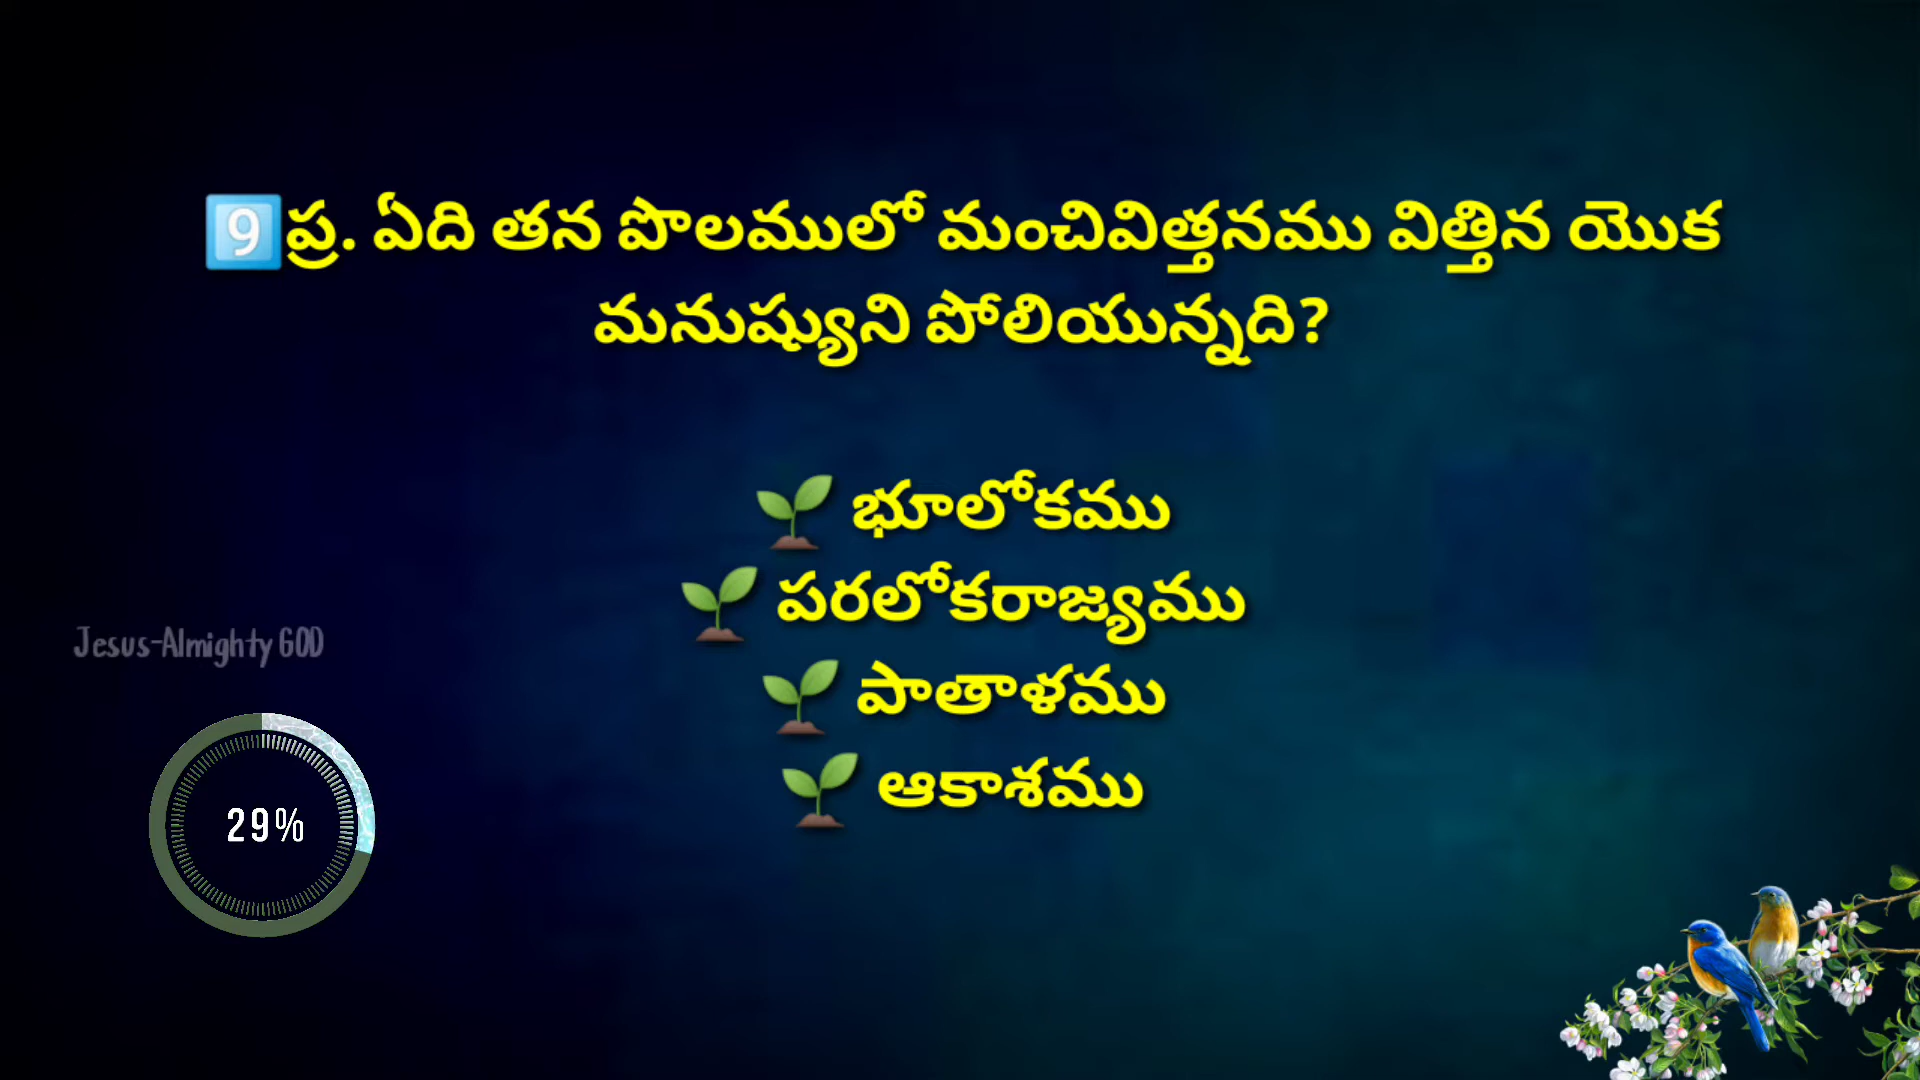 9️⃣ప్ర. ఏది తన పొలములో మంచివిత్తనము విత్తిన యొక
మనుష్యుని పోలియున్నది?
🌱 భూలోకము
🌱 పరలోకరాజ్యము
🌱 పాతాళము
🌱 ఆకాశము
Jesus-Almighty GOD
29%